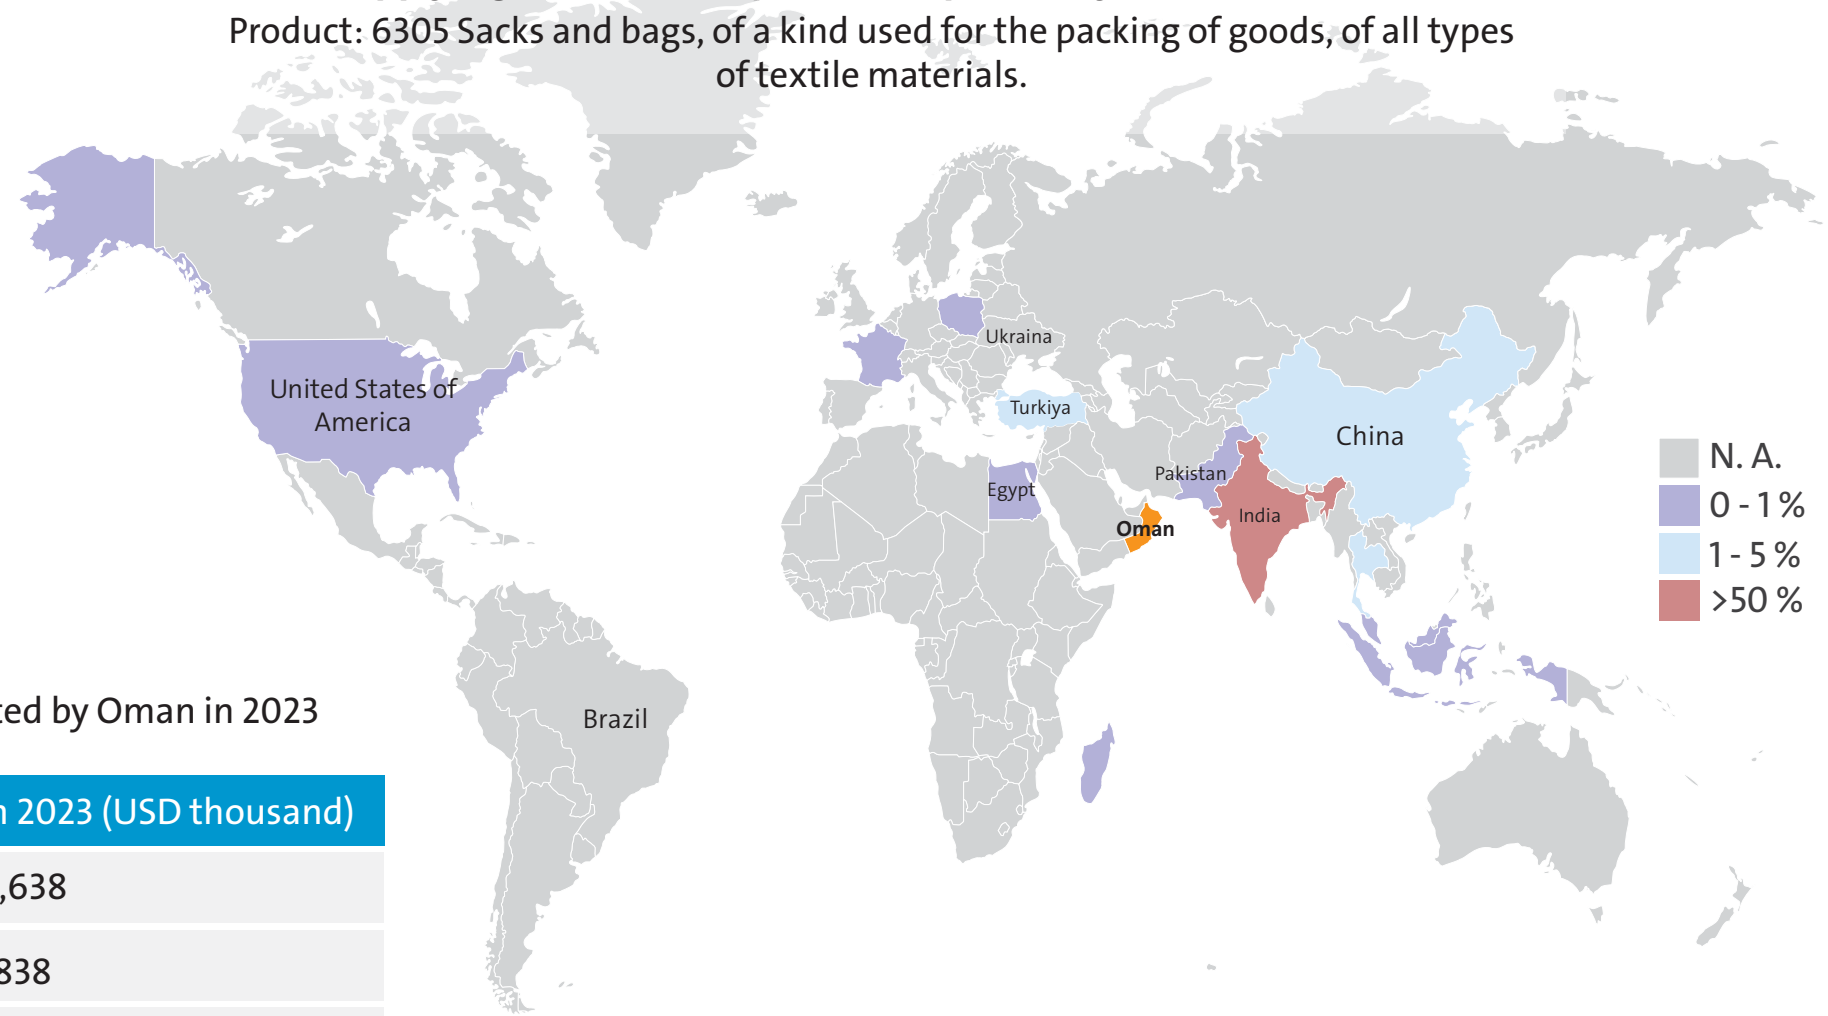 Product: 6305 Sacks and bags, of a kind used for the packing of goods, of all types
of textile materials.
Ukraina
United States of
America
Turkiya
China
Pakistan
Egypt
India
Oman
N. A.
0 - 1 %
1 - 5 %
>50 %
Brazil
ted by Oman in 2023
n 2023 (USD thousand)
,638
838